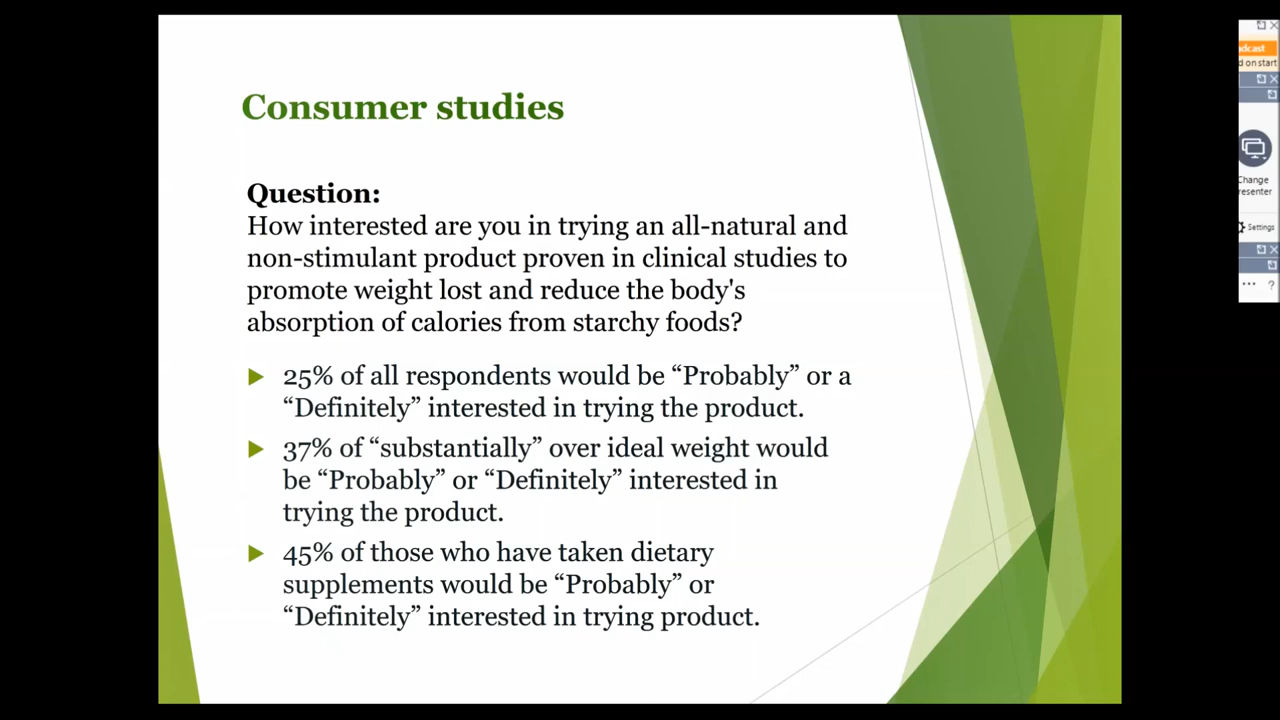 Consumer studies
Question:
How interested are you in trying an all-natural and
non-stimulant product proven in clinical studies to
promote weight lost and reduce the body's
absorption of calories from starchy foods?
25% of all respondents would be “Probably” or a
“Definitely” interested in trying the product.
37% of “substantially” over ideal weight would
be “Probably” or “Definitely” interested in
trying the product.
45% of those who have taken dietary
supplements would be “Probably” or
“Definitely” interested in trying product.
dcast
d on start
Change
resenter
Settings
... ?